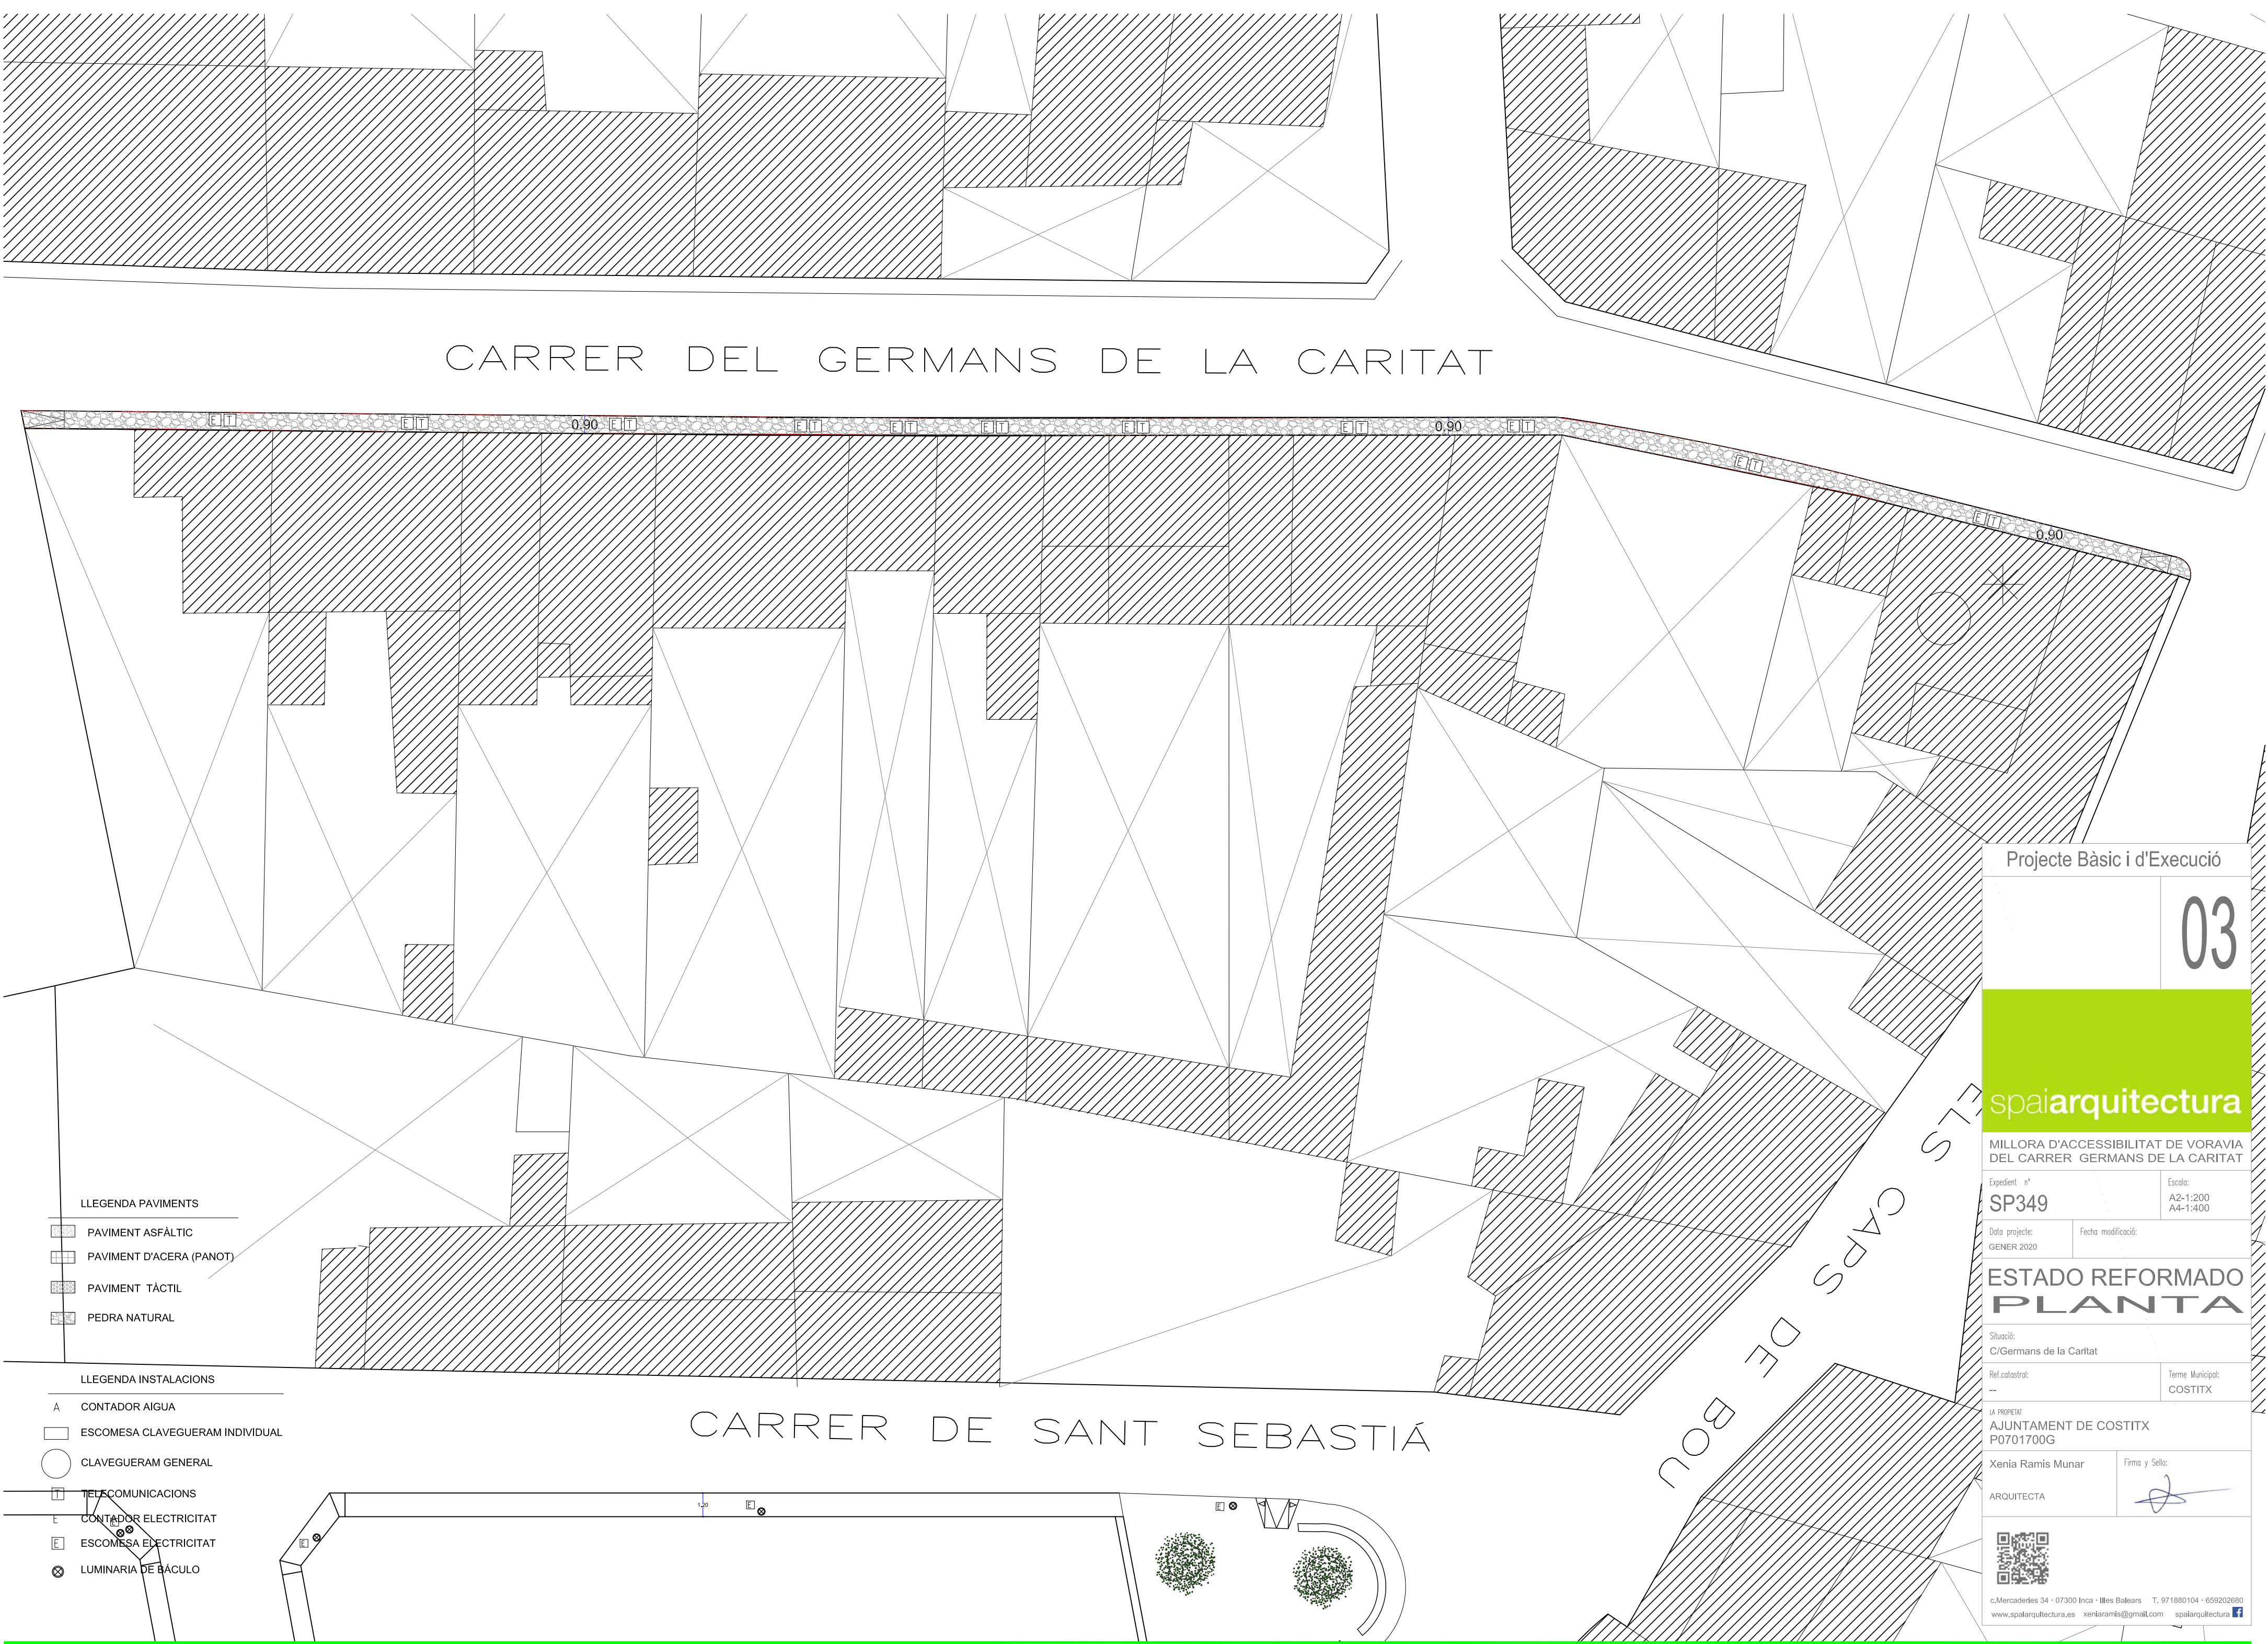 CARRER DEL GERMANS DE LA CARITAT
E T
E T
0.90
E T
E T
E T
E T
E T
E T
0.90
E T
E T
E T
0.90
Projecte Bàsic i d'Execució
03
spaiarquitectura
MILLORA D'ACCESSIBILITAT DE VORAVIA
DEL CARRER GERMANS DE LA CARITAT
Expedient nº
SP349
Escala:
A2-1:200
A4-1:400
Data projecte:
GENER 2020
Fecha modificació:
ESTADO REFORMADO
PLANTA
Situació:
C/Germans de la Caritat
Ref.catastral:
--
Terme Municipal:
COSTITX
LA PROPIETAT
AJUNTAMENT DE COSTITX
P0701700G
Xenia Ramis Munar
ARQUITECTA
Firma y Sello:
c.Mercaderies 34 · 07300 Inca · Illes Balears T. 971880104 · 659202680
www.spaiarquitectura.es xeniaramis@gmail.com spaiarquitectura
ELS CAPS DE BOU
LLEGENDA PAVIMENTS
PAVIMENT ASFÀLTIC
PAVIMENT D'ACERA (PANOT)
PAVIMENT TÀCTIL
PEDRA NATURAL
LLEGENDA INSTALACIONS
A CONTADOR AIGUA
ESCOMESA CLAVEGUERAM INDIVIDUAL
CLAVEGUERAM GENERAL
T TELECOMUNICACIONS
E CONTADOR ELECTRICITAT
E ESCOMESA ELECTRICITAT
LUMINARIA DE BÁCULO
CARRER DE SANT SEBASTIÁ
E
E
1.20
E
E